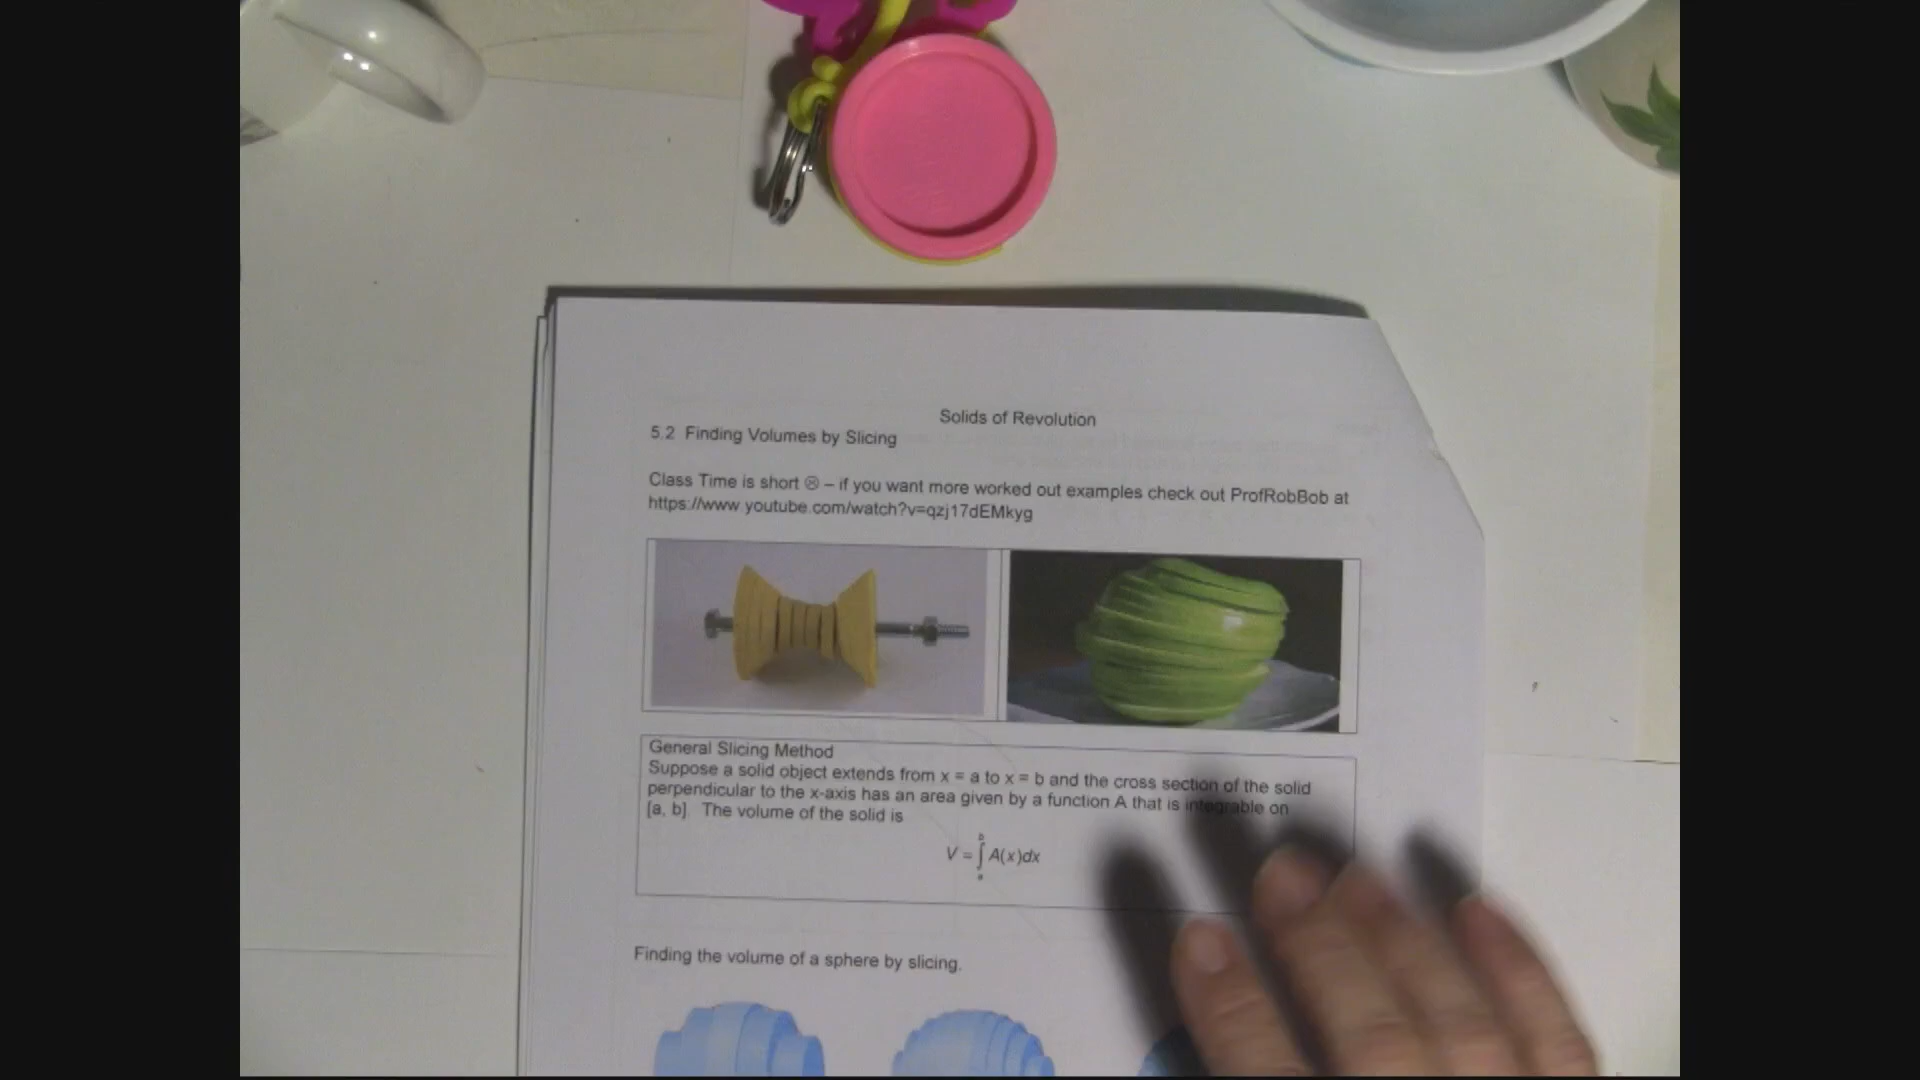 Solids of Revolution
5.2 Finding Volumes by Slicing
Class Time is short ☹ – if you want more worked out examples check out ProfRobBob at
https://www.youtube.com/watch?v=qzj17dEMkyg
General Slicing Method
Suppose a solid object extends from x = a to x = b and the cross section of the solid
perpendicular to the x-axis has an area given by a function A that is integrable on
[a, b]. The volume of the solid is
V = ∫ₐᵇ A(x)dx
Finding the volume of a sphere by slicing.